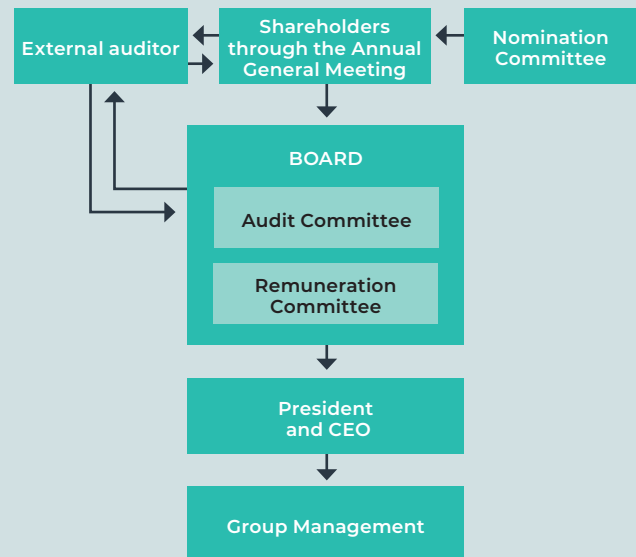 External auditor
Shareholders
through the Annual
General Meeting
Nomination
Committee
BOARD
Audit Committee
Remuneration
Committee
President
and CEO
Group Management